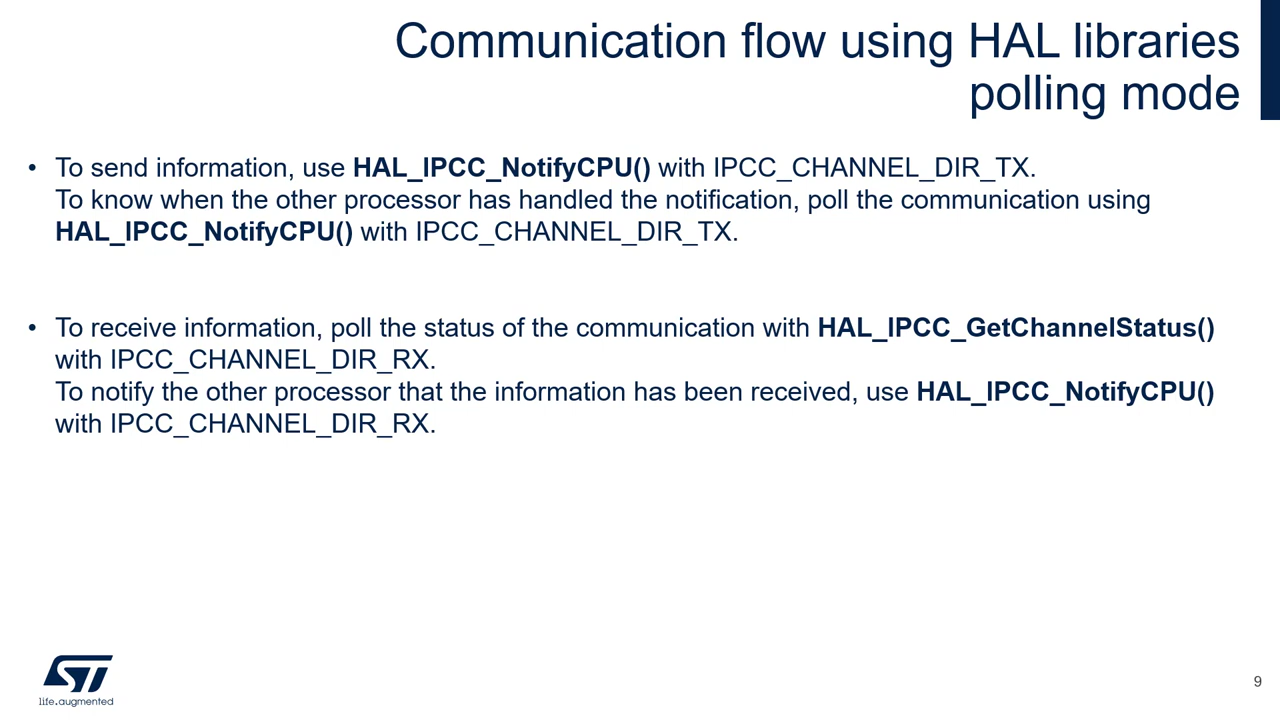 Communication flow using HAL libraries
polling mode
• To send information, use HAL_IPCC_NotifyCPU() with IPCC_CHANNEL_DIR_TX.
To know when the other processor has handled the notification, poll the communication using
HAL_IPCC_NotifyCPU() with IPCC_CHANNEL_DIR_TX.
• To receive information, poll the status of the communication with HAL_IPCC_GetChannelStatus()
with IPCC_CHANNEL_DIR_RX.
To notify the other processor that the information has been received, use HAL_IPCC_NotifyCPU()
with IPCC_CHANNEL_DIR_RX.
ST
life.augmented
9